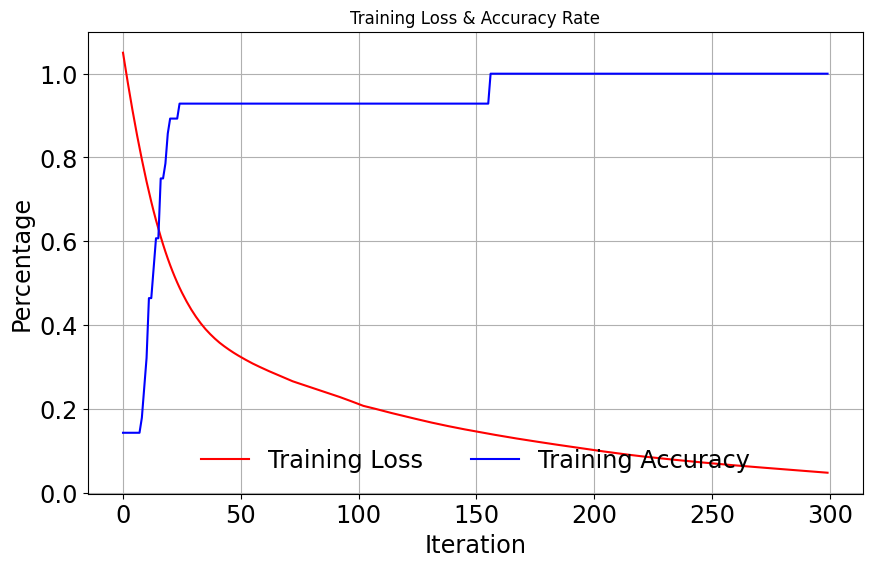 Training Loss & Accuracy Rate
Percentage
1.0
0.8
0.6
0.4
0.2
0.0
Training Loss
Training Accuracy
0 50 100 150 200 250 300
Iteration